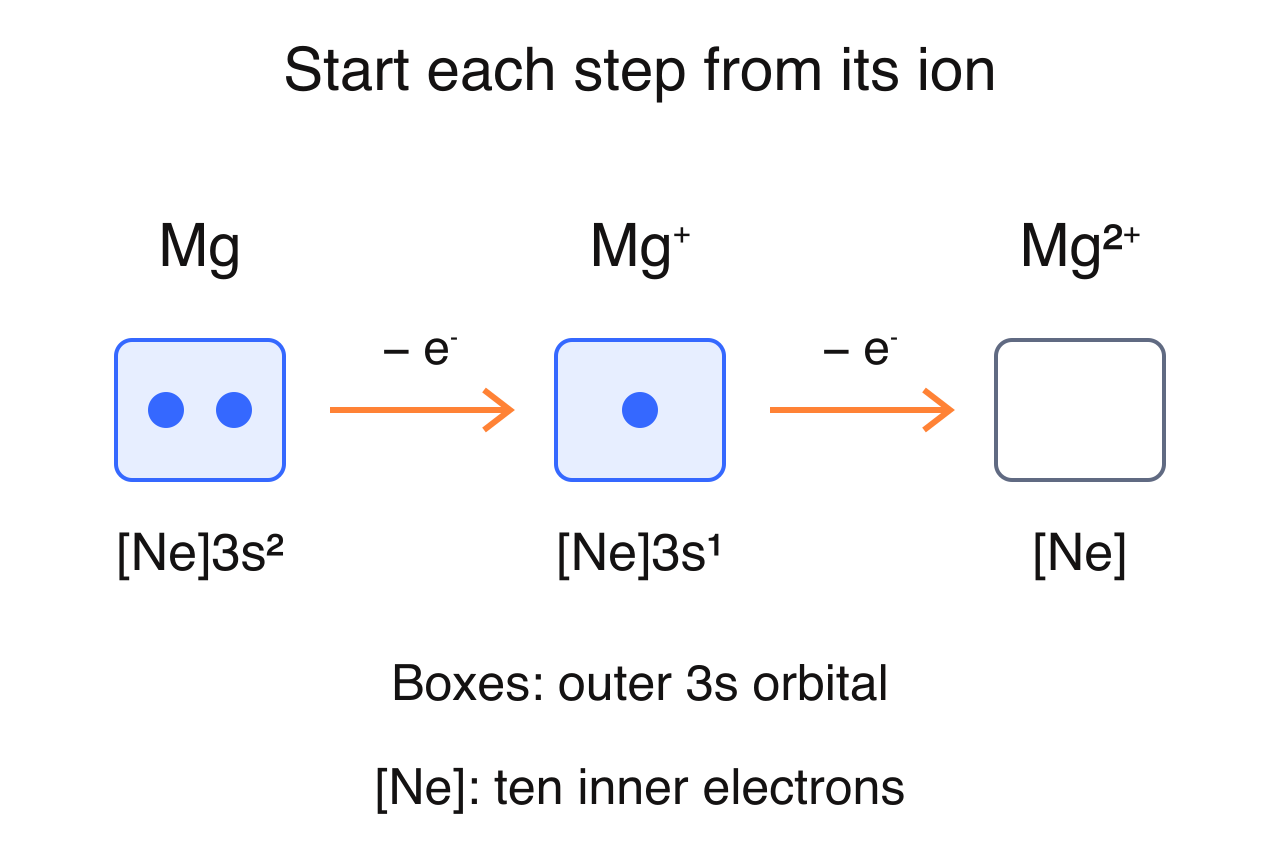 Start each step from its ion
Mg Mg⁺ Mg²⁺
– e⁻ – e⁻
[Ne]3s² [Ne]3s¹ [Ne]
Boxes: outer 3s orbital
[Ne]: ten inner electrons